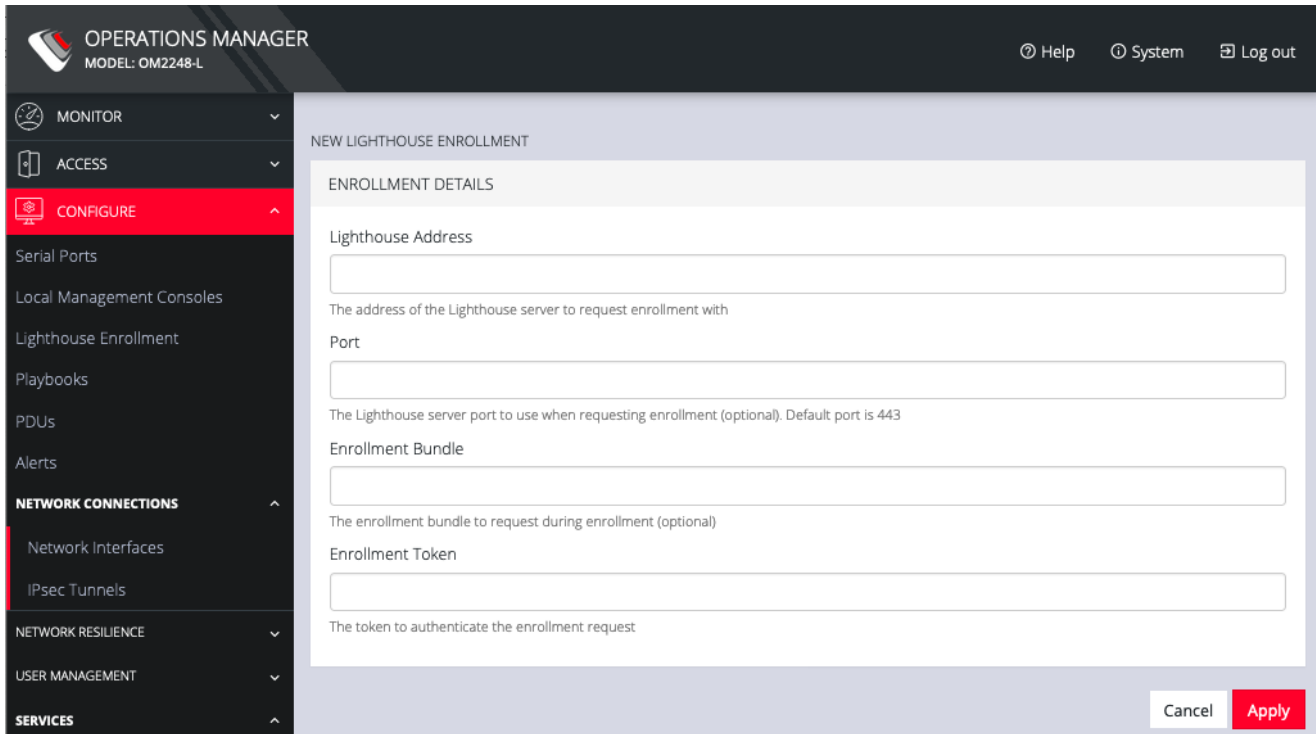 OPERATIONS MANAGER
MODEL: OM2248-L
Help
System
Log out
MONITOR
ACCESS
CONFIGURE
Serial Ports
Local Management Consoles
Lighthouse Enrollment
Playbooks
PDUs
Alerts
NETWORK CONNECTIONS
Network Interfaces
IPsec Tunnels
NETWORK RESILIENCE
USER MANAGEMENT
SERVICES
NEW LIGHTHOUSE ENROLLMENT
ENROLLMENT DETAILS
Lighthouse Address
The address of the Lighthouse server to request enrollment with
Port
The Lighthouse server port to use when requesting enrollment (optional). Default port is 443
Enrollment Bundle
The enrollment bundle to request during enrollment (optional)
Enrollment Token
The token to authenticate the enrollment request
Cancel
Apply